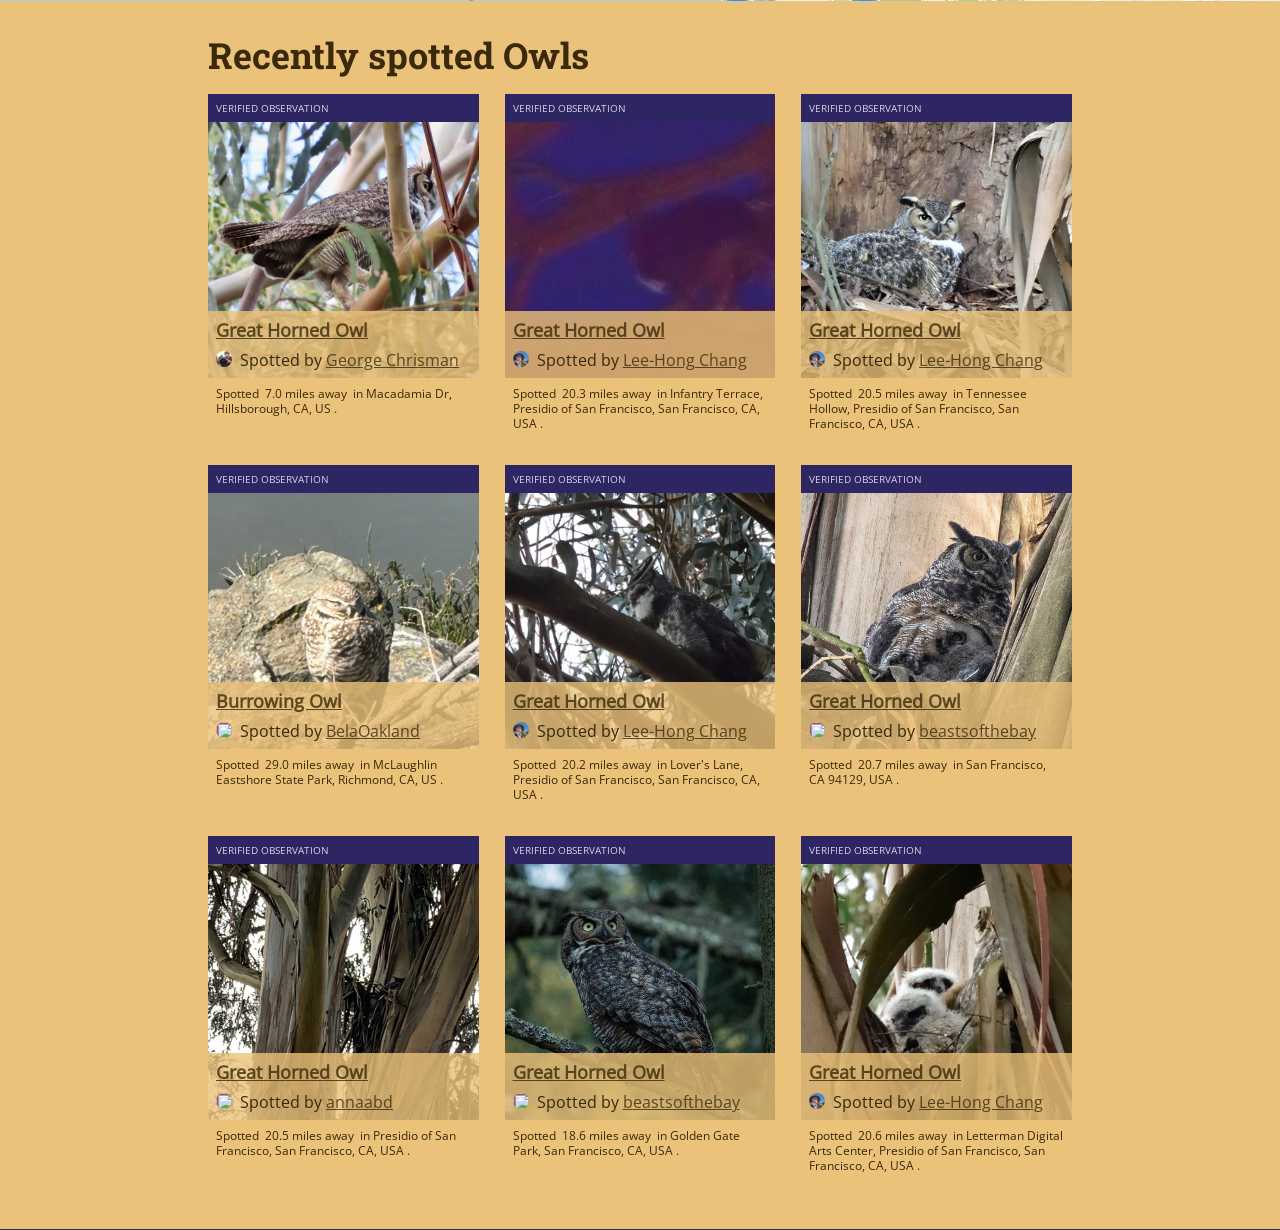 Recently spotted Owls
VERIFIED OBSERVATION
Great Horned Owl
Spotted by George Chrisman
Spotted 7.0 miles away in Macadamia Dr,
Hillsborough, CA, US .
VERIFIED OBSERVATION
Great Horned Owl
Spotted by Lee-Hong Chang
Spotted 20.3 miles away in Infantry Terrace,
Presidio of San Francisco, San Francisco, CA,
USA .
VERIFIED OBSERVATION
Great Horned Owl
Spotted by Lee-Hong Chang
Spotted 20.5 miles away in Tennessee
Hollow, Presidio of San Francisco, San
Francisco, CA, USA .
VERIFIED OBSERVATION
Burrowing Owl
Spotted by BelaOakland
Spotted 29.0 miles away in McLaughlin
Eastshore State Park, Richmond, CA, US .
VERIFIED OBSERVATION
Great Horned Owl
Spotted by Lee-Hong Chang
Spotted 20.2 miles away in Lover's Lane,
Presidio of San Francisco, San Francisco, CA,
USA .
VERIFIED OBSERVATION
Great Horned Owl
Spotted by beastsofthebay
Spotted 20.7 miles away in San Francisco,
CA 94129, USA .
VERIFIED OBSERVATION
Great Horned Owl
Spotted by annaabd
Spotted 20.5 miles away in Presidio of San
Francisco, San Francisco, CA, USA .
VERIFIED OBSERVATION
Great Horned Owl
Spotted by beastsofthebay
Spotted 18.6 miles away in Golden Gate
Park, San Francisco, CA, USA .
VERIFIED OBSERVATION
Great Horned Owl
Spotted by Lee-Hong Chang
Spotted 20.6 miles away in Letterman Digital
Arts Center, Presidio of San Francisco, San
Francisco, CA, USA .